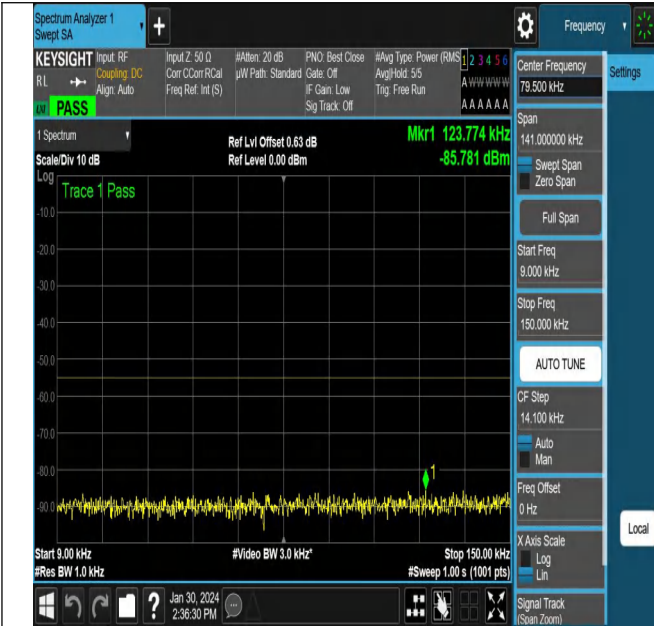 Spectrum Analyzer 1
Swept SA
+
Frequency
KEYSIGHT
RL
LXI PASS
Input: RF
Coupling: DC
Align: Auto
Input Z: 50 Ω
Corr CCorr RCal
Freq Ref: Int (S)
#Atten: 20 dB
µW Path: Standard
PNO: Best Close
Gate: Off
IF Gain: Low
Sig Track: Off
#Avg Type: Power (RMS
Avg|Hold: 5/5
Trig: Free Run
1 2 3 4 5 6
A W W W W W
A A A A A A
1 Spectrum
Scale/Div 10 dB
Ref Lvl Offset 0.63 dB
Ref Level 0.00 dBm
Mkr1 123.774 kHz
-85.781 dBm
Log
Trace 1 Pass
-10.0
-20.0
-30.0
-40.0
-50.0
-60.0
-70.0
-80.0
-90.0
1
Start 9.00 kHz
#Res BW 1.0 kHz
#Video BW 3.0 kHz*
Stop 150.00 kHz
#Sweep 1.00 s (1001 pts)
?
Jan 30, 2024
2:36:30 PM
Center Frequency
79.500 kHz
Settings
Span
141.000000 kHz
Swept Span
Zero Span
Full Span
Start Freq
9.000 kHz
Stop Freq
150.000 kHz
AUTO TUNE
CF Step
14.100 kHz
Auto
Man
Freq Offset
0 Hz
Local
X Axis Scale
Log
Lin
Signal Track
(Span Zoom)